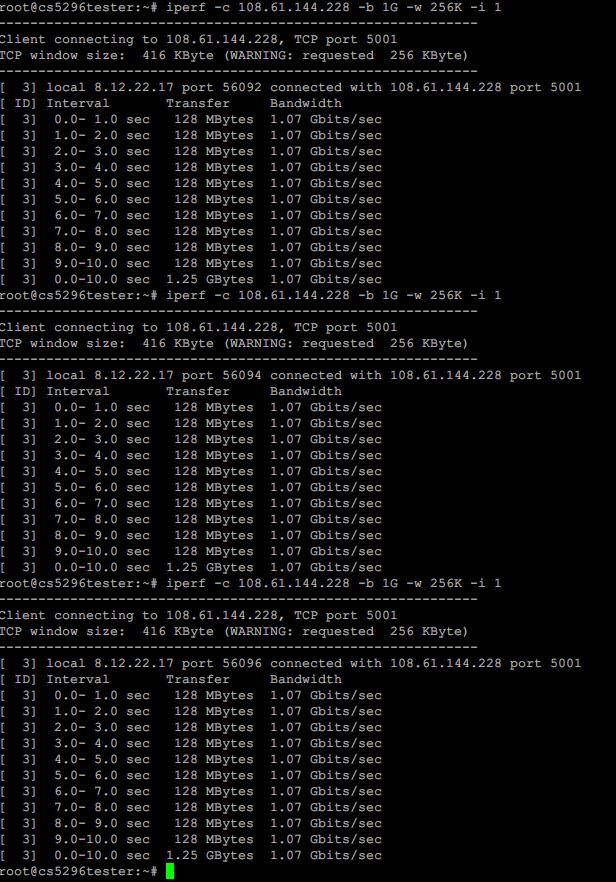 root@cs5296tester:~# iperf -c 108.61.144.228 -b 1G -w 256K -i 1
------------------------------------------------------------
Client connecting to 108.61.144.228, TCP port 5001
TCP window size:  416 KByte (WARNING: requested  256 KByte)
------------------------------------------------------------
[  3] local 8.12.22.17 port 56092 connected with 108.61.144.228 port 5001
[ ID] Interval       Transfer     Bandwidth
[  3]  0.0- 1.0 sec   128 MBytes  1.07 Gbits/sec
[  3]  1.0- 2.0 sec   128 MBytes  1.07 Gbits/sec
[  3]  2.0- 3.0 sec   128 MBytes  1.07 Gbits/sec
[  3]  3.0- 4.0 sec   128 MBytes  1.07 Gbits/sec
[  3]  4.0- 5.0 sec   128 MBytes  1.07 Gbits/sec
[  3]  5.0- 6.0 sec   128 MBytes  1.07 Gbits/sec
[  3]  6.0- 7.0 sec   128 MBytes  1.07 Gbits/sec
[  3]  7.0- 8.0 sec   128 MBytes  1.07 Gbits/sec
[  3]  8.0- 9.0 sec   128 MBytes  1.07 Gbits/sec
[  3]  9.0-10.0 sec   128 MBytes  1.07 Gbits/sec
[  3]  0.0-10.0 sec  1.25 GBytes  1.07 Gbits/sec
root@cs5296tester:~# iperf -c 108.61.144.228 -b 1G -w 256K -i 1
------------------------------------------------------------
Client connecting to 108.61.144.228, TCP port 5001
TCP window size:  416 KByte (WARNING: requested  256 KByte)
------------------------------------------------------------
[  3] local 8.12.22.17 port 56094 connected with 108.61.144.228 port 5001
[ ID] Interval       Transfer     Bandwidth
[  3]  0.0- 1.0 sec   128 MBytes  1.07 Gbits/sec
[  3]  1.0- 2.0 sec   128 MBytes  1.07 Gbits/sec
[  3]  2.0- 3.0 sec   128 MBytes  1.07 Gbits/sec
[  3]  3.0- 4.0 sec   128 MBytes  1.07 Gbits/sec
[  3]  4.0- 5.0 sec   128 MBytes  1.07 Gbits/sec
[  3]  5.0- 6.0 sec   128 MBytes  1.07 Gbits/sec
[  3]  6.0- 7.0 sec   128 MBytes  1.07 Gbits/sec
[  3]  7.0- 8.0 sec   128 MBytes  1.07 Gbits/sec
[  3]  8.0- 9.0 sec   128 MBytes  1.07 Gbits/sec
[  3]  9.0-10.0 sec   128 MBytes  1.07 Gbits/sec
[  3]  0.0-10.0 sec  1.25 GBytes  1.07 Gbits/sec
root@cs5296tester:~# iperf -c 108.61.144.228 -b 1G -w 256K -i 1
------------------------------------------------------------
Client connecting to 108.61.144.228, TCP port 5001
TCP window size:  416 KByte (WARNING: requested  256 KByte)
------------------------------------------------------------
[  3] local 8.12.22.17 port 56096 connected with 108.61.144.228 port 5001
[ ID] Interval       Transfer     Bandwidth
[  3]  0.0- 1.0 sec   128 MBytes  1.07 Gbits/sec
[  3]  1.0- 2.0 sec   128 MBytes  1.07 Gbits/sec
[  3]  2.0- 3.0 sec   128 MBytes  1.07 Gbits/sec
[  3]  3.0- 4.0 sec   128 MBytes  1.07 Gbits/sec
[  3]  4.0- 5.0 sec   128 MBytes  1.07 Gbits/sec
[  3]  5.0- 6.0 sec   128 MBytes  1.07 Gbits/sec
[  3]  6.0- 7.0 sec   128 MBytes  1.07 Gbits/sec
[  3]  7.0- 8.0 sec   128 MBytes  1.07 Gbits/sec
[  3]  8.0- 9.0 sec   128 MBytes  1.07 Gbits/sec
[  3]  9.0-10.0 sec   128 MBytes  1.07 Gbits/sec
[  3]  0.0-10.0 sec  1.25 GBytes  1.07 Gbits/sec
root@cs5296tester:~#